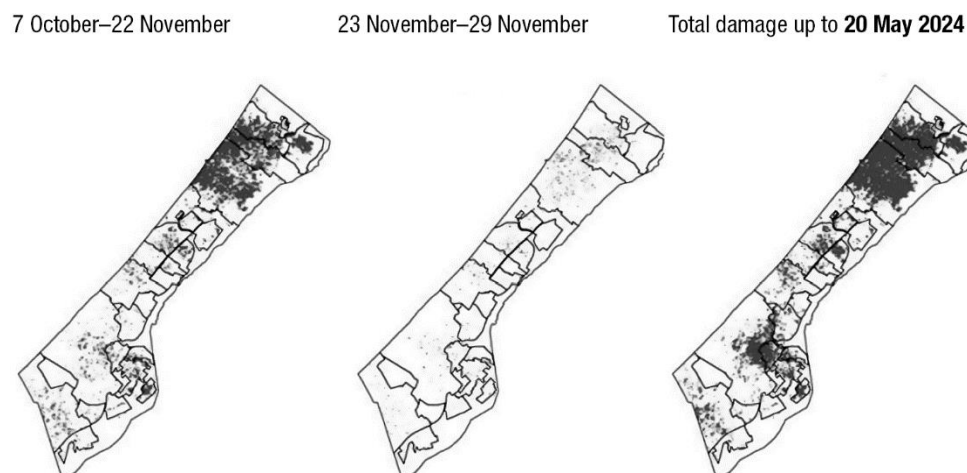 7 October–22 November
23 November–29 November
Total damage up to 20 May 2024